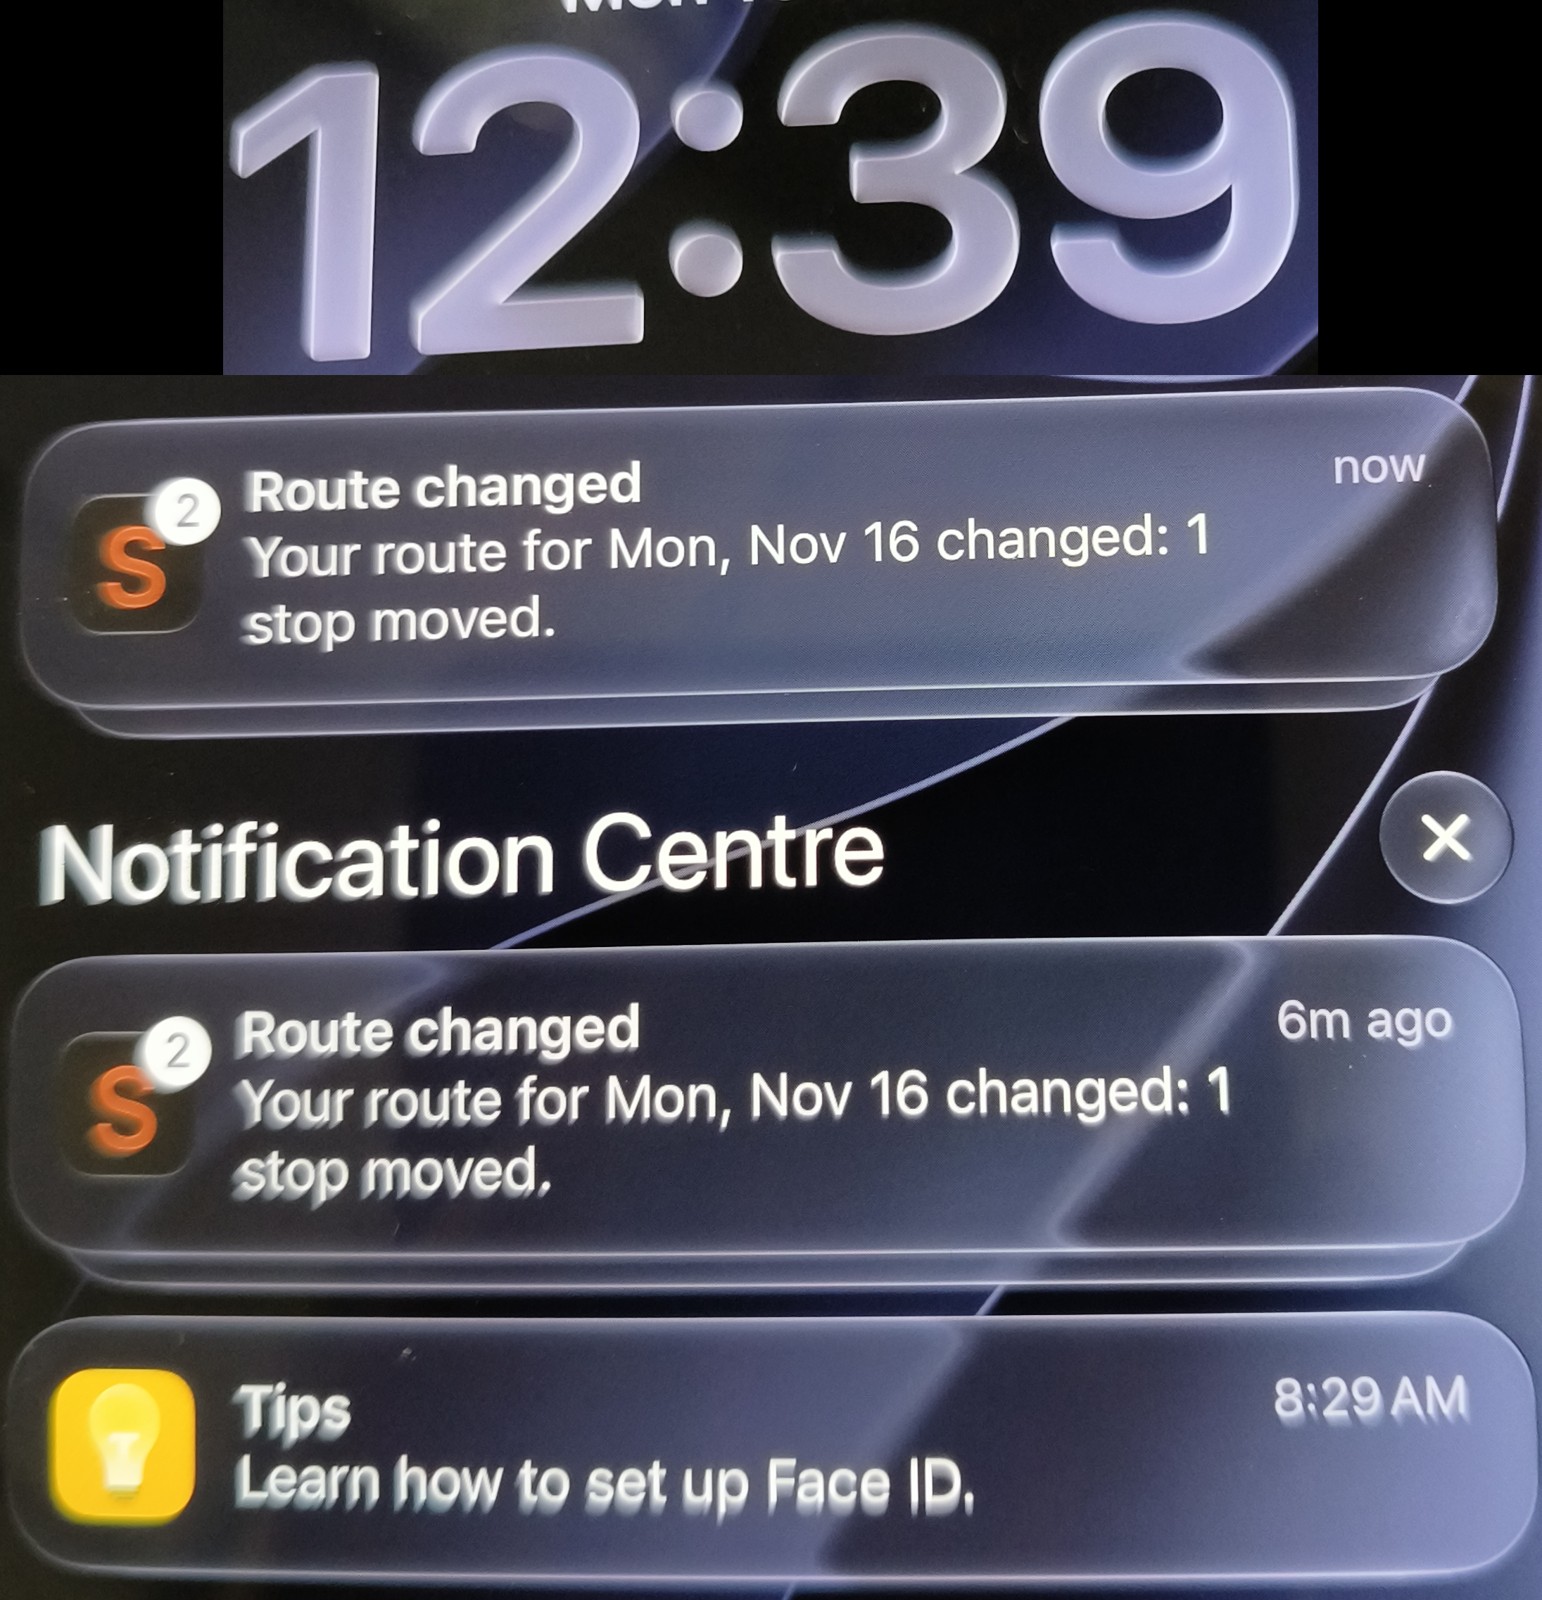 12:39
2
S
Route changed
now
Your route for Mon, Nov 16 changed: 1
stop moved.
Notification Centre
2
S
Route changed
6m ago
Your route for Mon, Nov 16 changed: 1
stop moved.
Tips
8:29 AM
Learn how to set up Face ID.